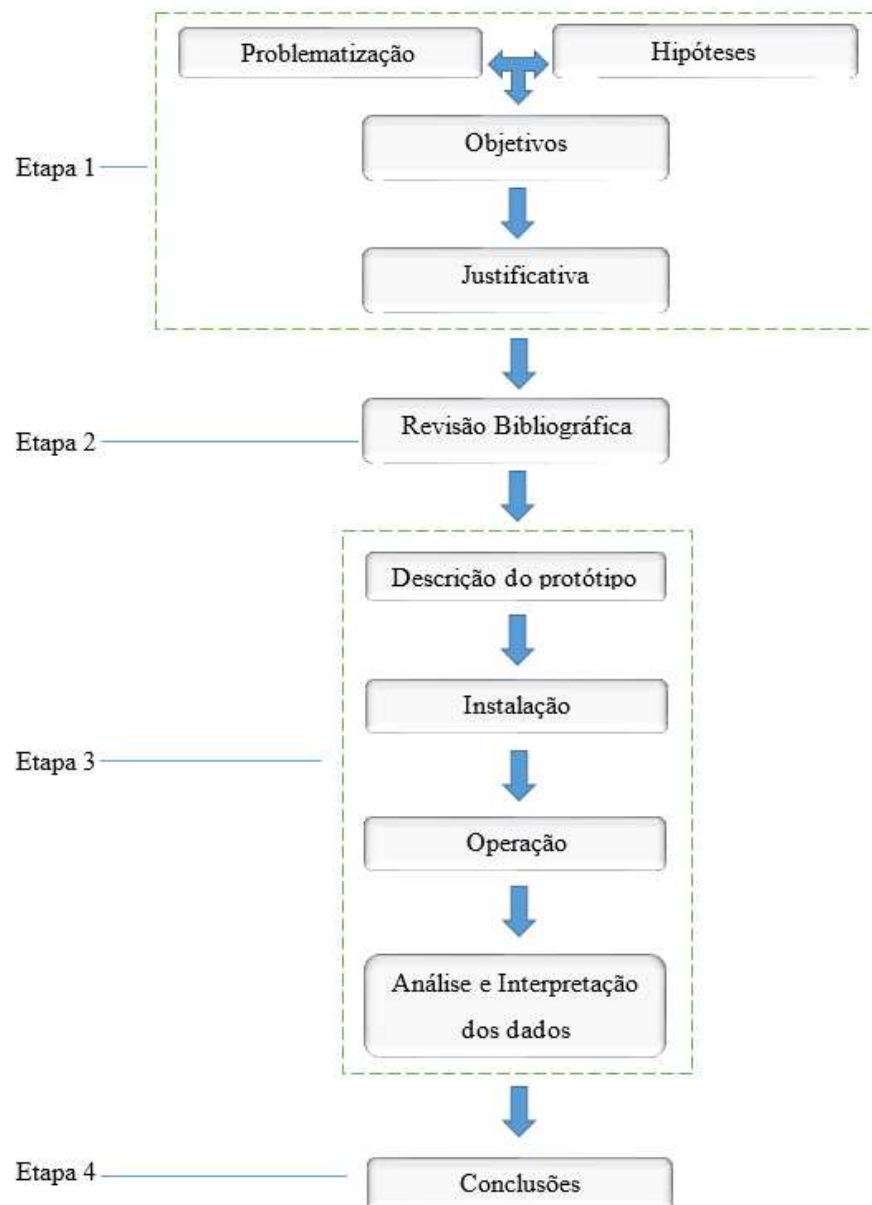 Problematização
Hipóteses
Objetivos
Etapa 1
Justificativa
Revisão Bibliográfica
Etapa 2
Descrição do protótipo
Instalação
Etapa 3
Operação
Análise e Interpretação
dos dados
Etapa 4
Conclusões